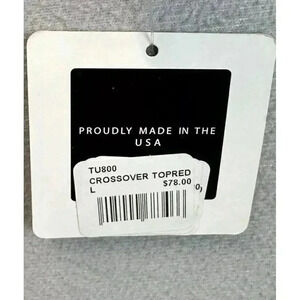 PROUDLY MADE IN THE
USA
TU800
CROSSOVER TOPRED
L $78.00